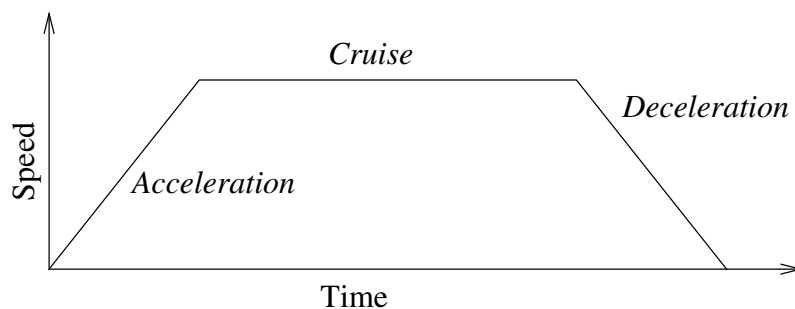 Cruise
Deceleration
Speed
Acceleration
Time